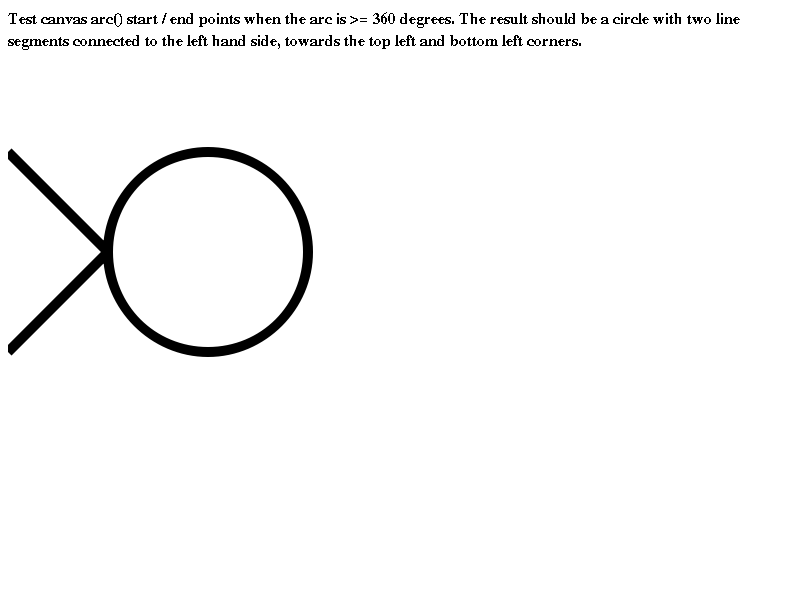 Test canvas arc() start / end points when the arc is >= 360 degrees. The result should be a circle with two line
segments connected to the left hand side, towards the top left and bottom left corners.